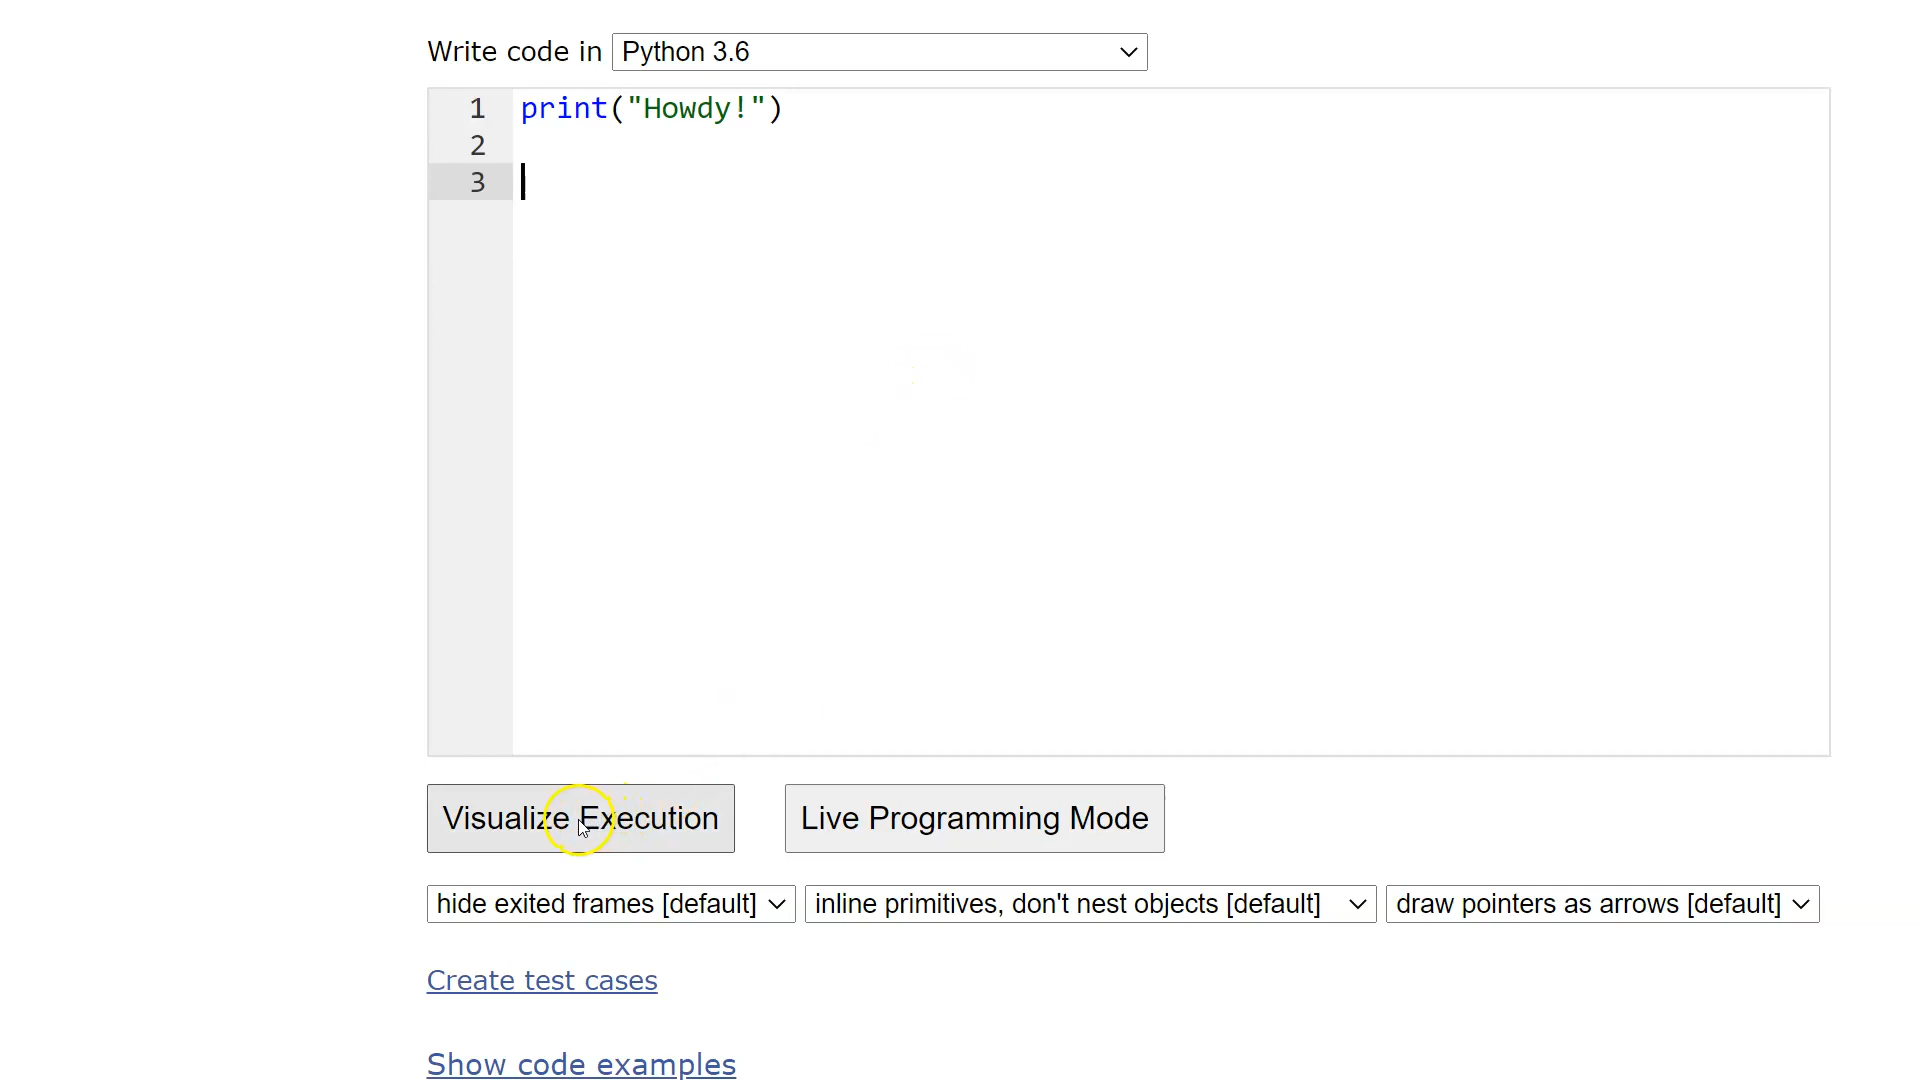 Write code in Python 3.6
1 print("Howdy!")
2
3
Visualize Execution Live Programming Mode
hide exited frames [default] inline primitives, don't nest objects [default] draw pointers as arrows [default]
Create test cases
Show code examples